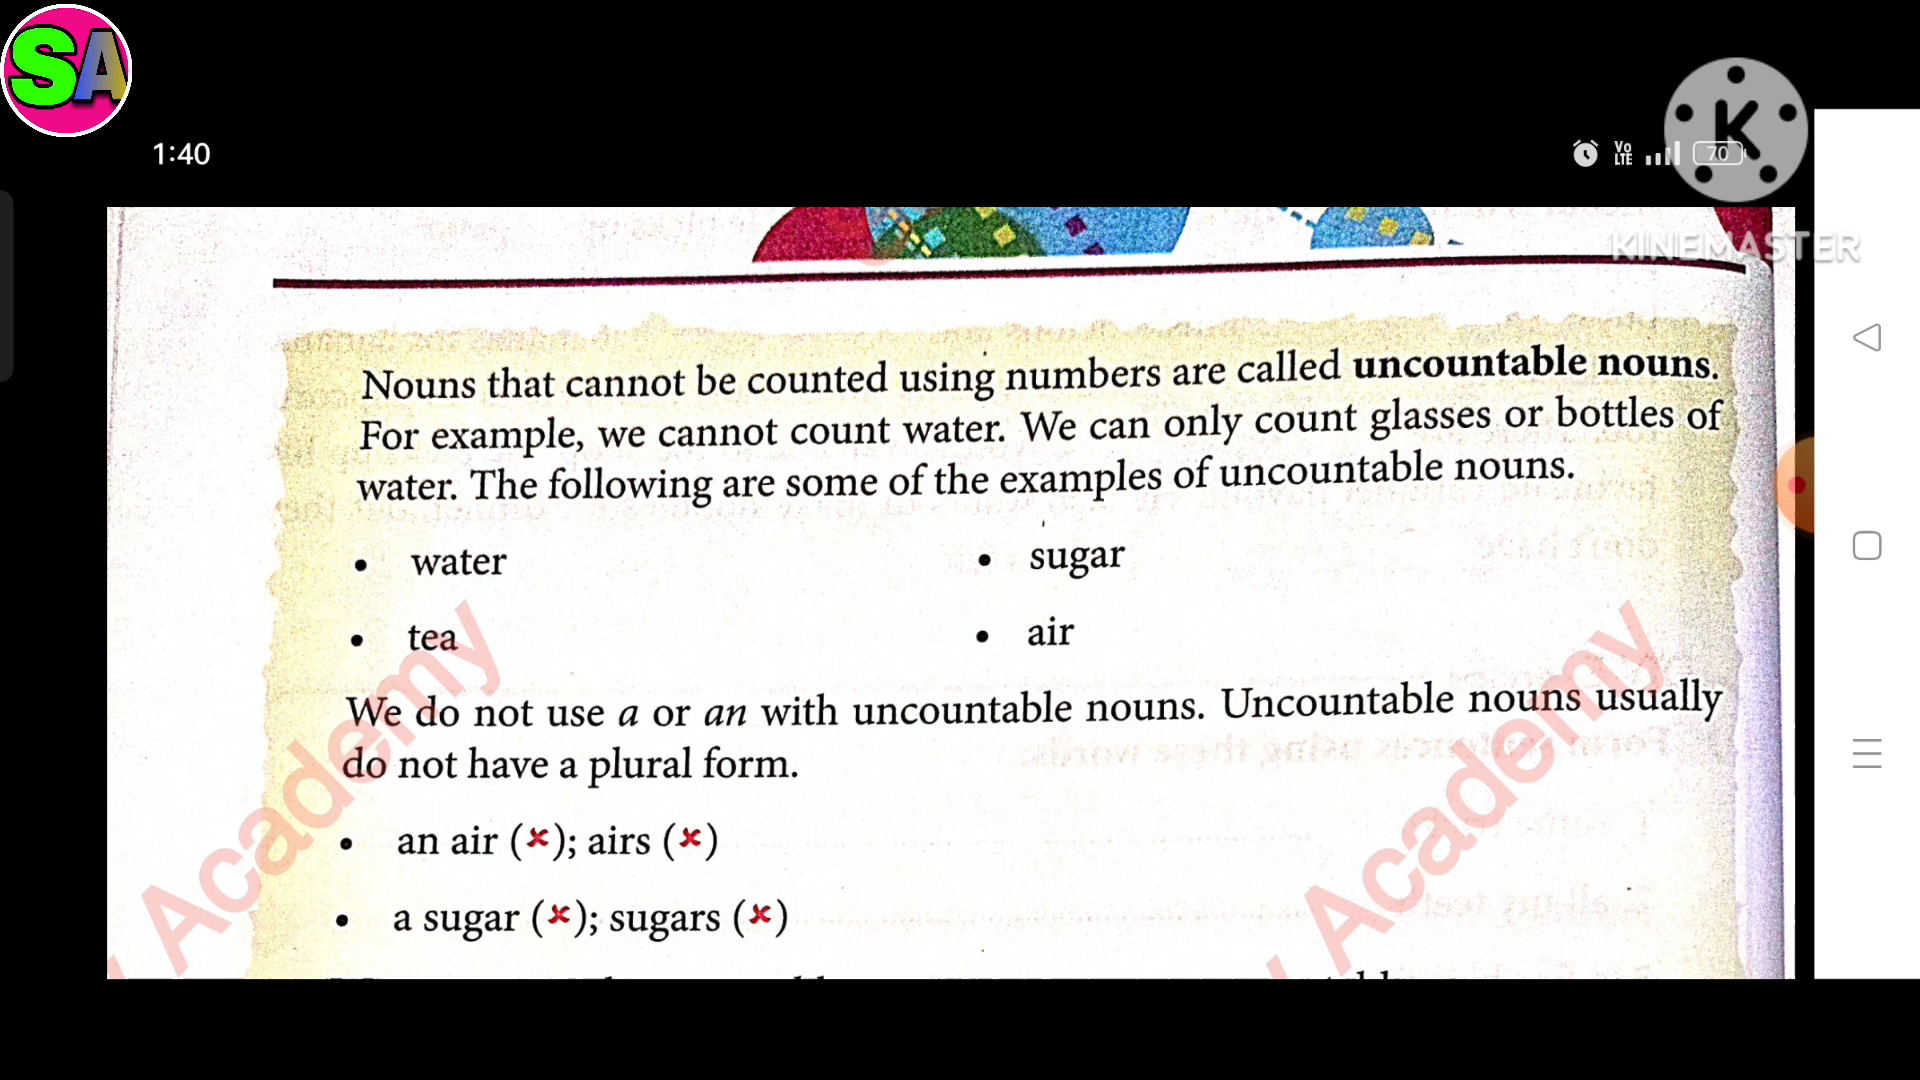 SA
1:40
Vo
LTE
70
K
KINEMASTER
Nouns that cannot be counted using numbers are called uncountable nouns.
For example, we cannot count water. We can only count glasses or bottles of
water. The following are some of the examples of uncountable nouns.
• water
• sugar
• tea
• air
We do not use a or an with uncountable nouns. Uncountable nouns usually
do not have a plural form.
• an air (×); airs (×)
• a sugar (×); sugars (×)
Academy
Academy